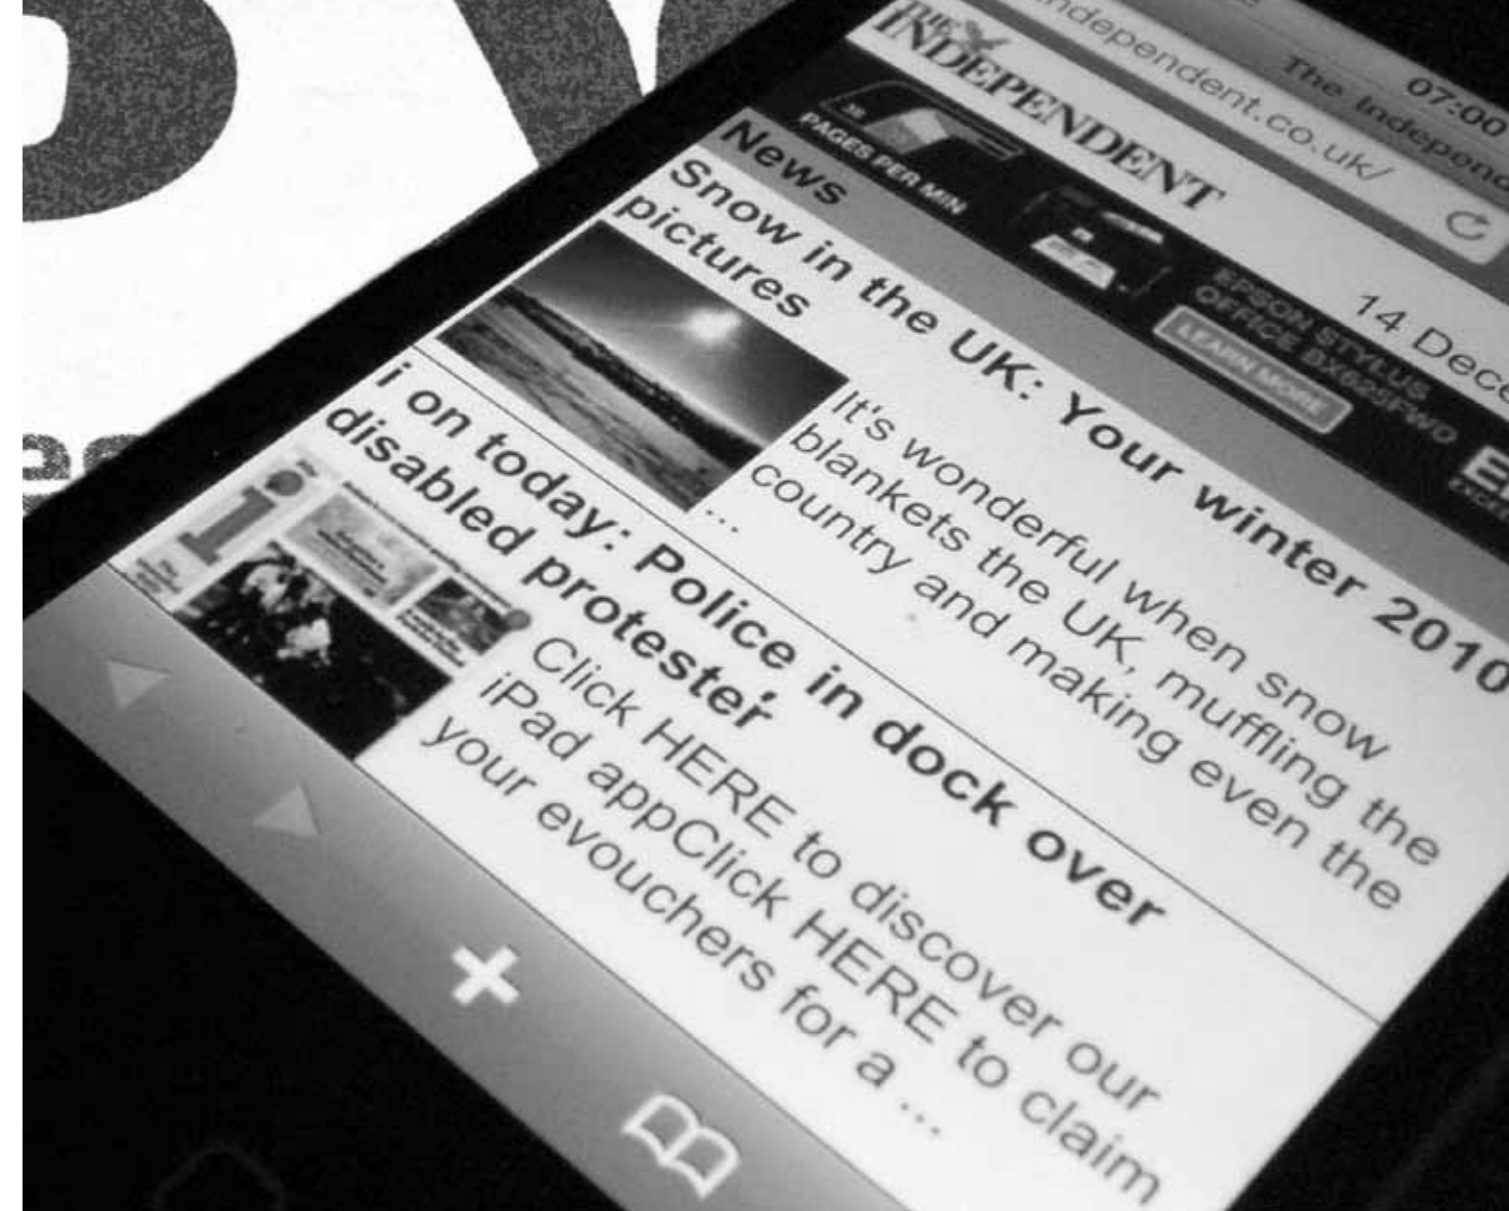 07:00
The Independ
independent.co.uk/
THE
INDEPENDENT
14 Dece
PAGES PER MIN
EPSON STYLUS
OFFICE BX625FWD
LEARN MORE
News
Snow in the UK: Your winter 2010
pictures
It's wonderful when snow
blankets the UK, muffling the
country and making even the
...
i on today: Police in dock over
disabled protester
i
Click HERE to discover our
iPad appClick HERE to claim
your evouchers for a ...